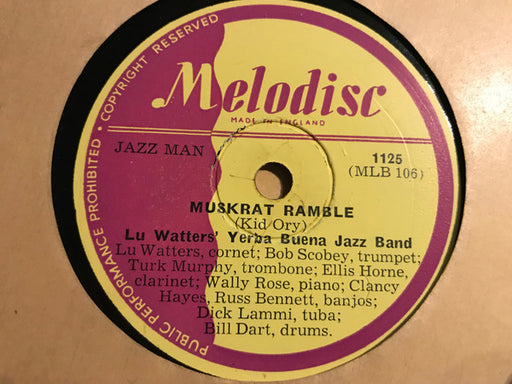 PUBLIC PERFORMANCE PROHIBITED • COPYRIGHT RESERVED
Melodisc
MADE IN ENGLAND
JAZZ MAN
1125
(MLB 106)
MUSKRAT RAMBLE
(Kid Ory)
Lu Watters' Yerba Buena Jazz Band
Lu Watters, cornet; Bob Scobey, trumpet;
Turk Murphy, trombone; Ellis Horne,
clarinet; Wally Rose, piano; Clancy
Hayes, Russ Bennett, banjos;
Dick Lammi, tuba;
Bill Dart, drums.